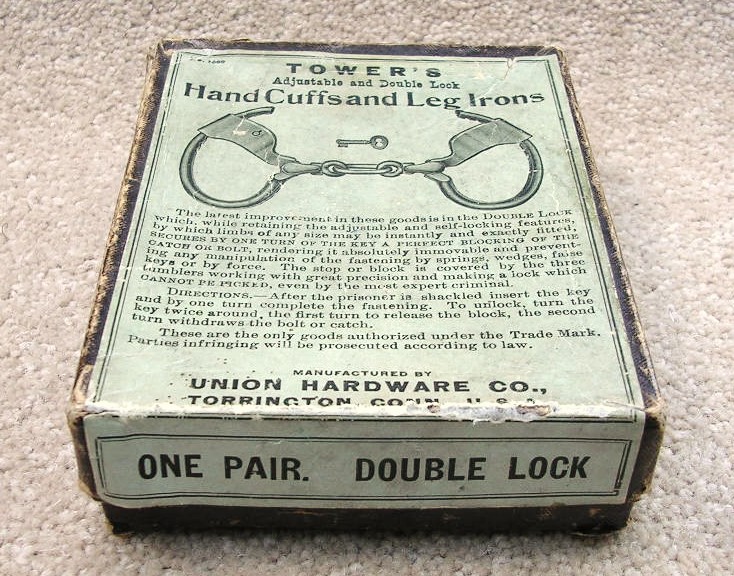 TOWER'S
Adjustable and Double Lock
Hand Cuffs and Leg Irons
The latest improvement in these goods is in the DOUBLE LOCK
which, while retaining the adjustable and self-locking features,
by which limbs of any size may be instantly and exactly fitted,
SECURES BY ONE TURN OF THE KEY A PERFECT BLOCKING OF THE
CATCH OR BOLT, rendering it absolutely immovable and prevent-
ing any manipulation of the fastening by springs, wedges, false
keys or by force. The stop or block is covered by the three
tumblers working with great precision and making a lock which
CANNOT BE PICKED, even by the most expert criminal.
DIRECTIONS.—After the prisoner is shackled insert the key
and by one turn complete the fastening. To unlock, turn the
key twice around, the first turn to release the block, the second
turn withdraws the bolt or catch.
These are the only goods authorized under the Trade Mark.
Parties infringing will be prosecuted according to law.
MANUFACTURED BY
UNION HARDWARE CO.,
TORRINGTON, CONN., U.S.A.
ONE PAIR. DOUBLE LOCK